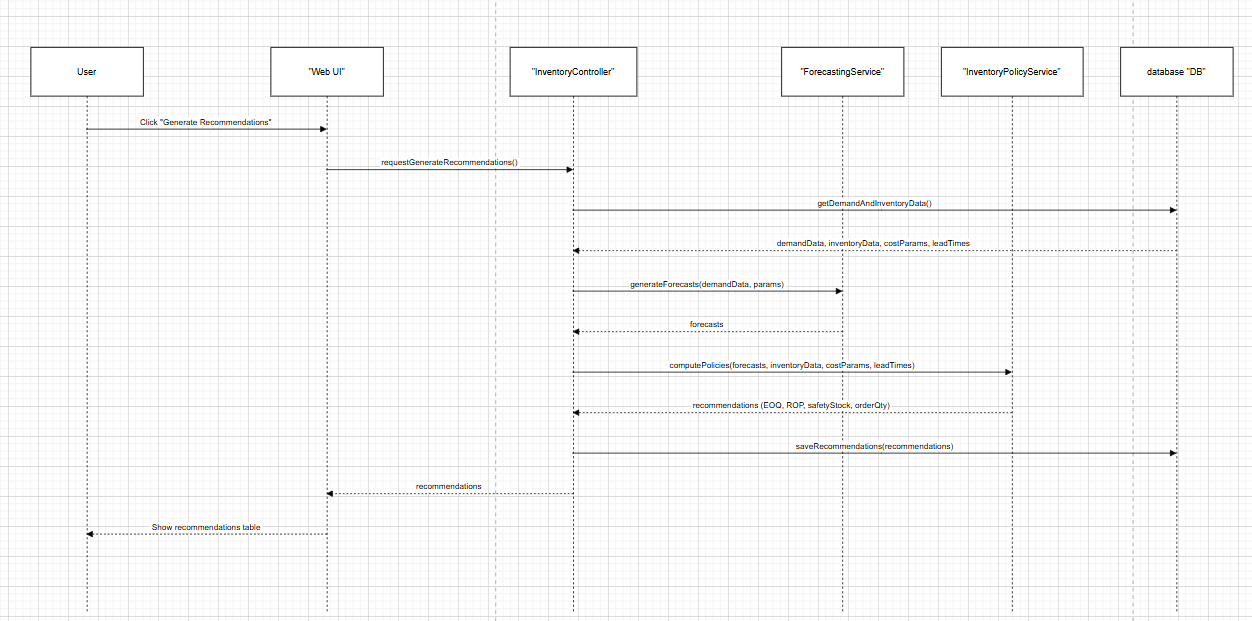 User
"Web UI"
"InventoryController"
"ForecastingService"
"InventoryPolicyService"
database "DB"
Click "Generate Recommendations"
requestGenerateRecommendations()
getDemandAndInventoryData()
demandData, inventoryData, costParams, leadTimes
generateForecasts(demandData, params)
forecasts
computePolicies(forecasts, inventoryData, costParams, leadTimes)
recommendations (EOQ, ROP, safetyStock, orderQty)
saveRecommendations(recommendations)
recommendations
Show recommendations table